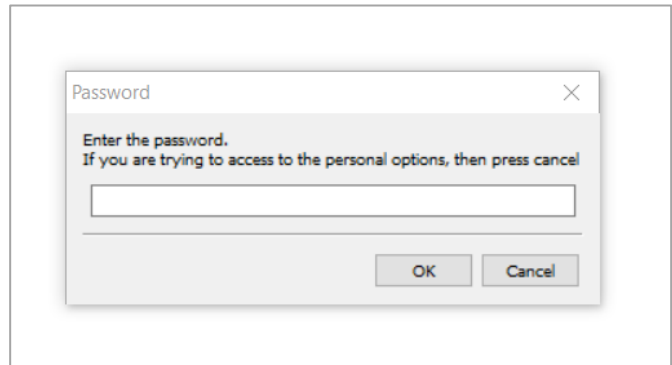 Password
Enter the password.
If you are trying to access to the personal options, then press cancel
OK
Cancel